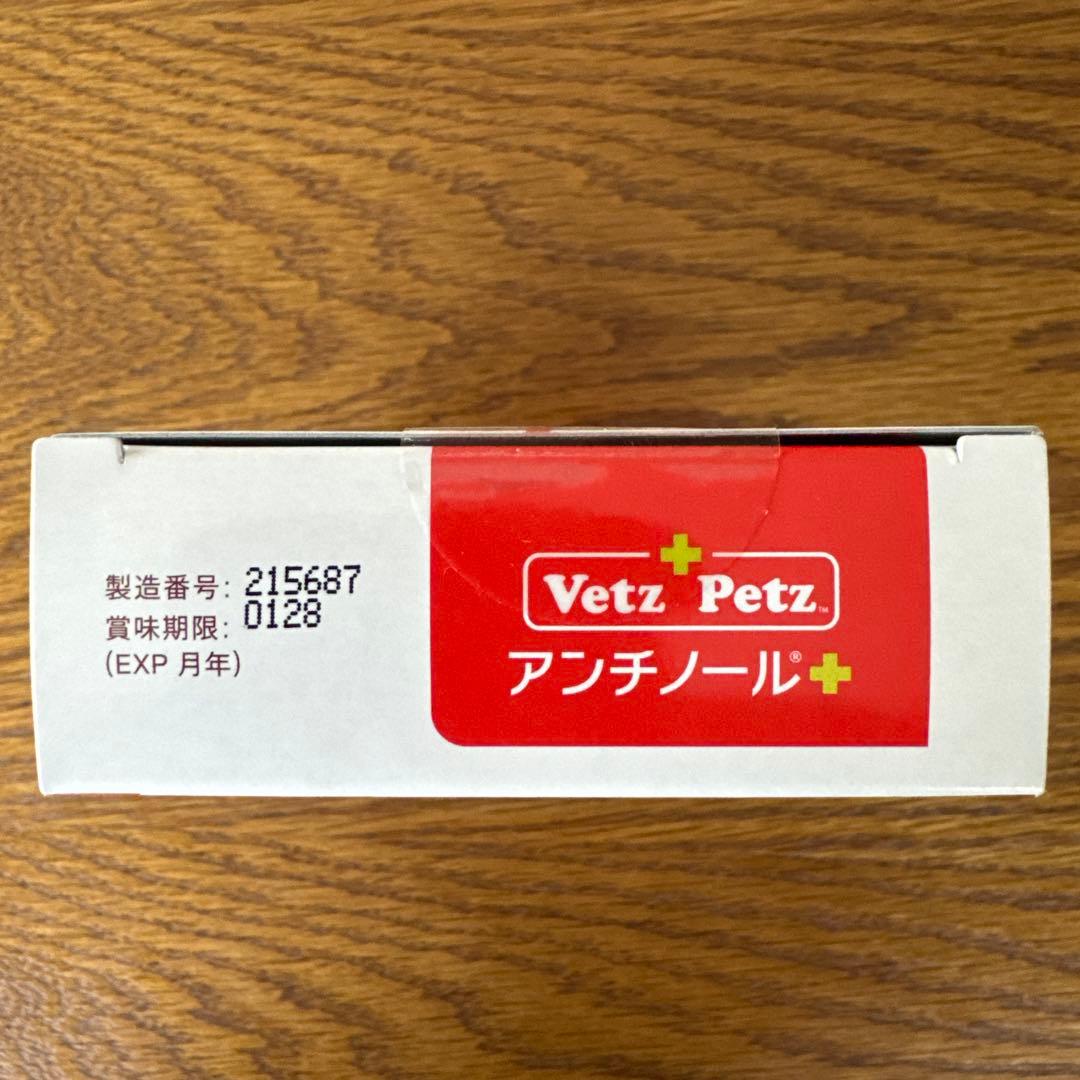 製造番号: 215687
賞味期限: 0128
(EXP 月年)
Vetz Petz™
アンチノール®+